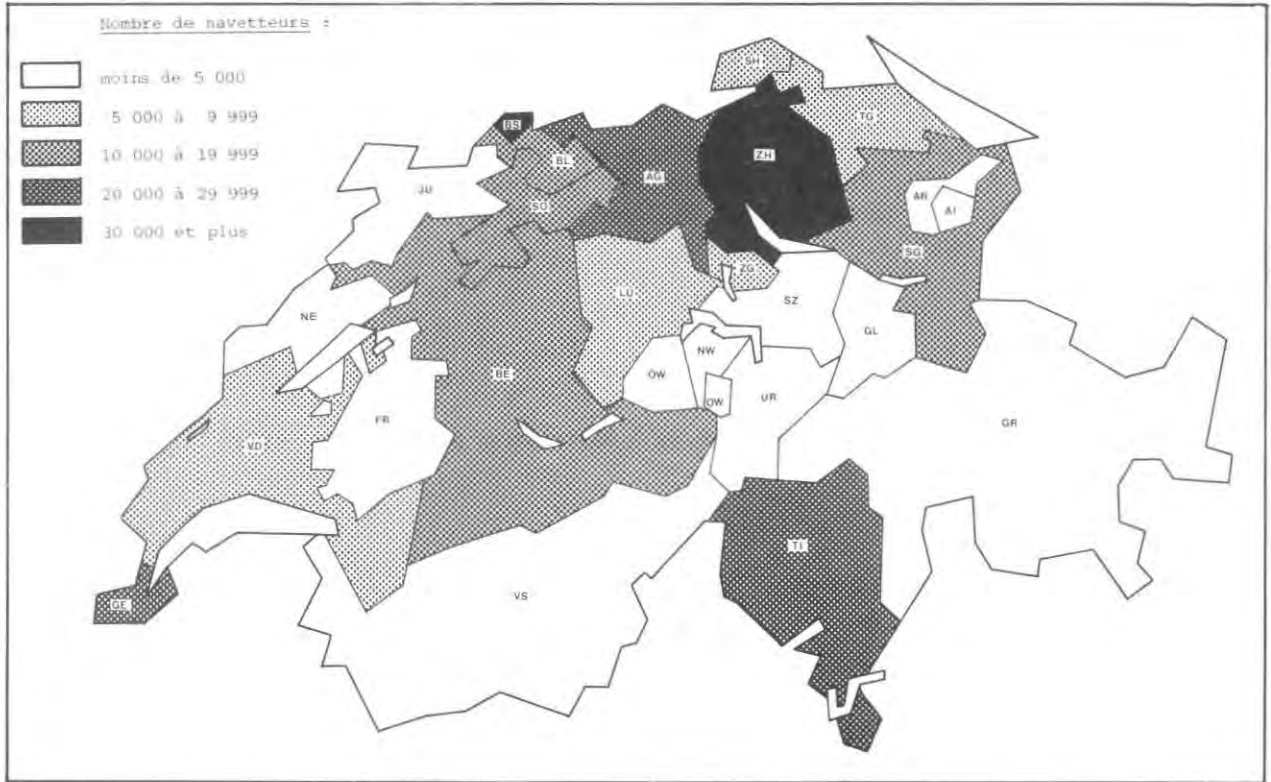 Nombre de navetteurs :
moins de 5 000
5 000 à 9 999
10 000 à 19 999
20 000 à 29 999
30 000 et plus
SH
BS
TG
BL
ZH
AG
JU
SO
AR
AI
SG
ZG
LU
SZ
NE
GL
NW
BE
OW
OW
UR
FR
GR
VD
TI
VS
GE